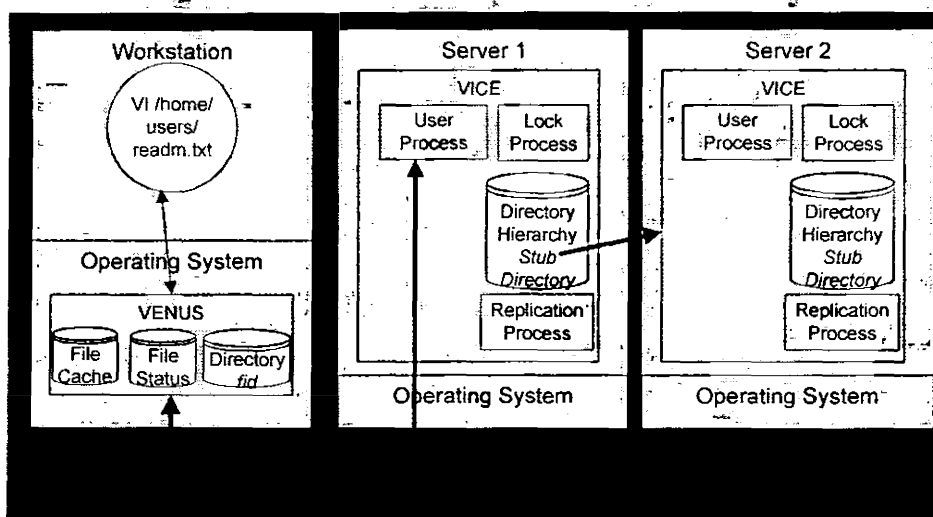 Workstation
VI /home/
users/
readm.txt
Operating System
VENUS
File
Cache
File
Status
Directory
fid
Server 1
VICE
User
Process
Lock
Process
Directory
Hierarchy
Stub
Directory
Replication
Process
Operating System
Server 2
VICE
User
Process
Lock
Process
Directory
Hierarchy
Stub
Directory
Replication
Process
Operating System